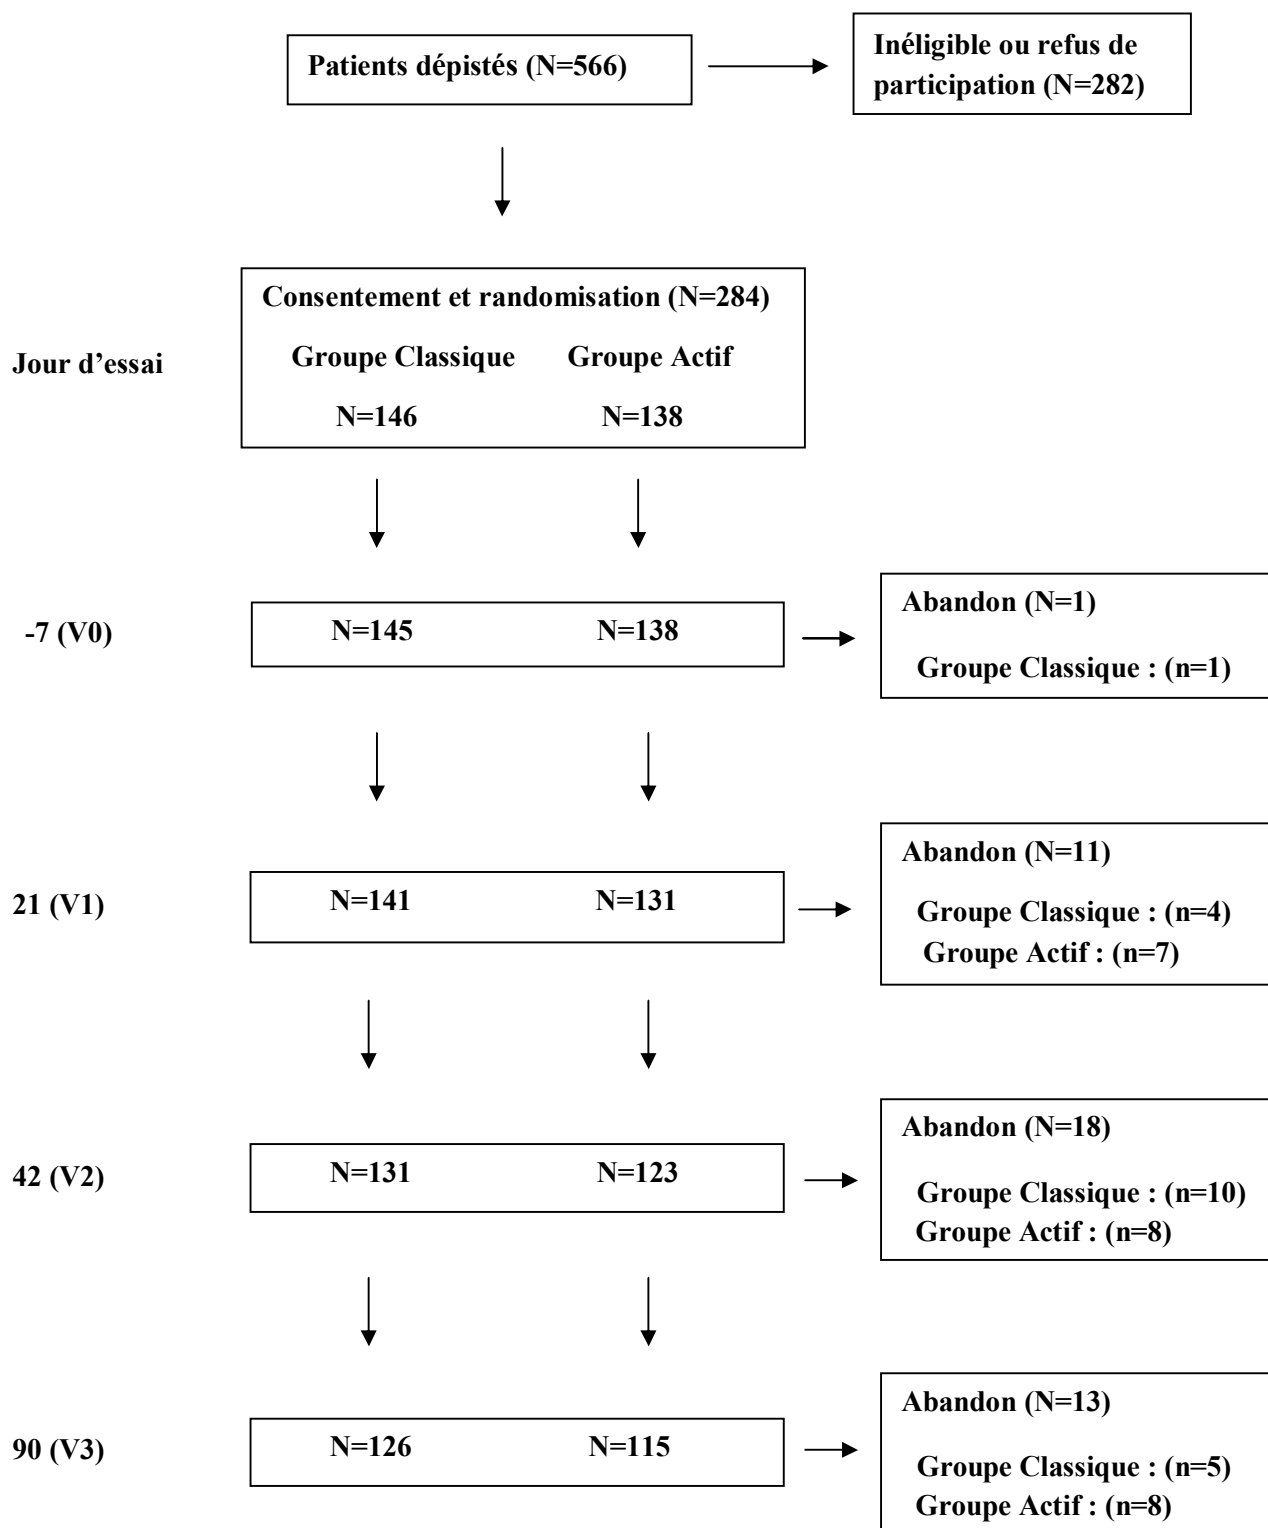 Patients dépistés (N=566)
Inéligible ou refus de
participation (N=282)
Consentement et randomisation (N=284)
Jour d’essai
Groupe Classique Groupe Actif
N=146 N=138
-7 (V0)
N=145 N=138
Abandon (N=1)
Groupe Classique : (n=1)
21 (V1)
N=141 N=131
Abandon (N=11)
Groupe Classique : (n=4)
Groupe Actif : (n=7)
42 (V2)
N=131 N=123
Abandon (N=18)
Groupe Classique : (n=10)
Groupe Actif : (n=8)
90 (V3)
N=126 N=115
Abandon (N=13)
Groupe Classique : (n=5)
Groupe Actif : (n=8)